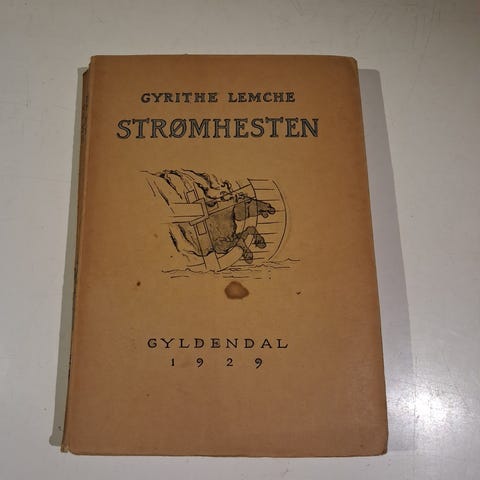 GYRITHE LEMCHE
STRØMHESTEN
GYLDENDAL
1929